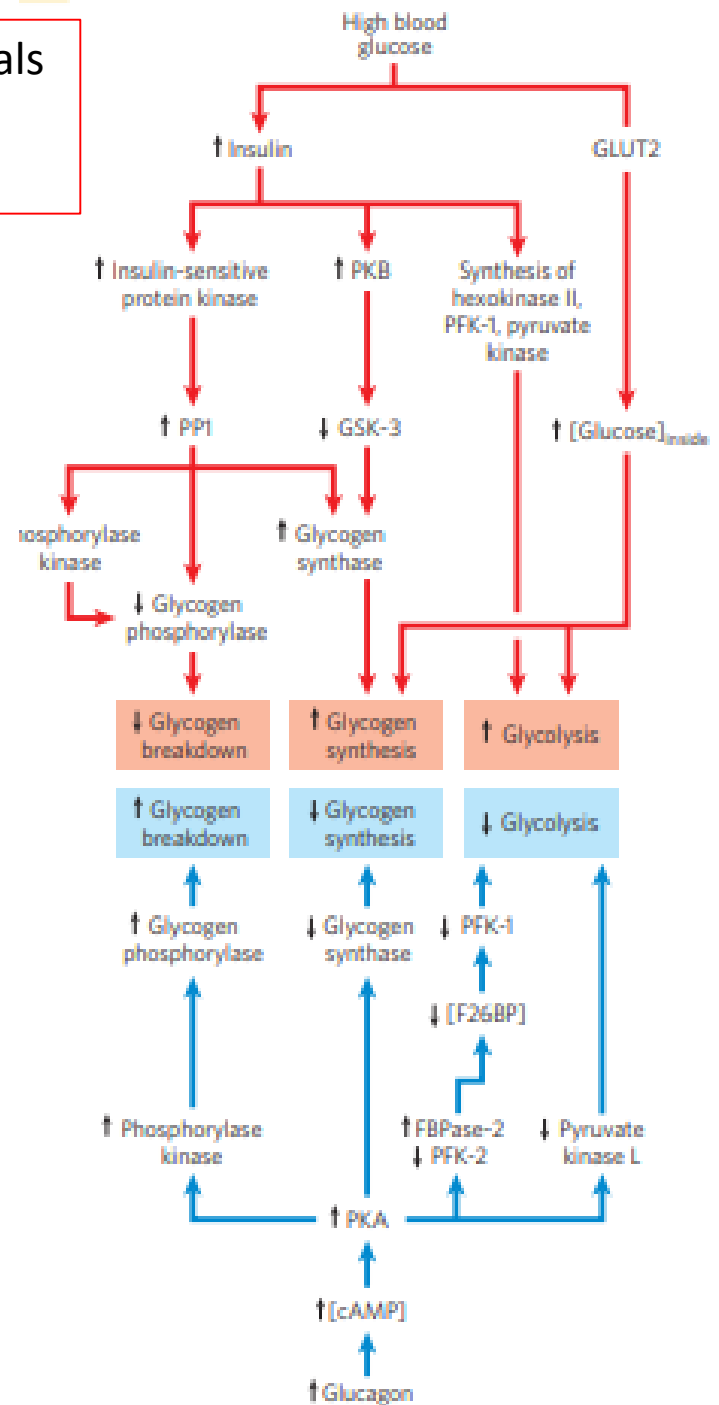 als
High blood
glucose
↑ Insulin
GLUT2
↑ Insulin-sensitive
protein kinase
↑ PKB
Synthesis of
hexokinase II,
PFK-1, pyruvate
kinase
↑ PP1
↓ GSK-3
↑ [Glucose]inside
hosphorylase
kinase
↑ Glycogen
synthase
↓ Glycogen
phosphorylase
↓ Glycogen
breakdown
↑ Glycogen
synthesis
↑ Glycolysis
↑ Glycogen
breakdown
↓ Glycogen
synthesis
↓ Glycolysis
↑ Glycogen
phosphorylase
↓ Glycogen
synthase
↓ PFK-1
↓ [F26BP]
↑ Phosphorylase
kinase
↑FBPase-2
↓ PFK-2
↓ Pyruvate
kinase L
↑ PKA
↑[cAMP]
↑Glucagon